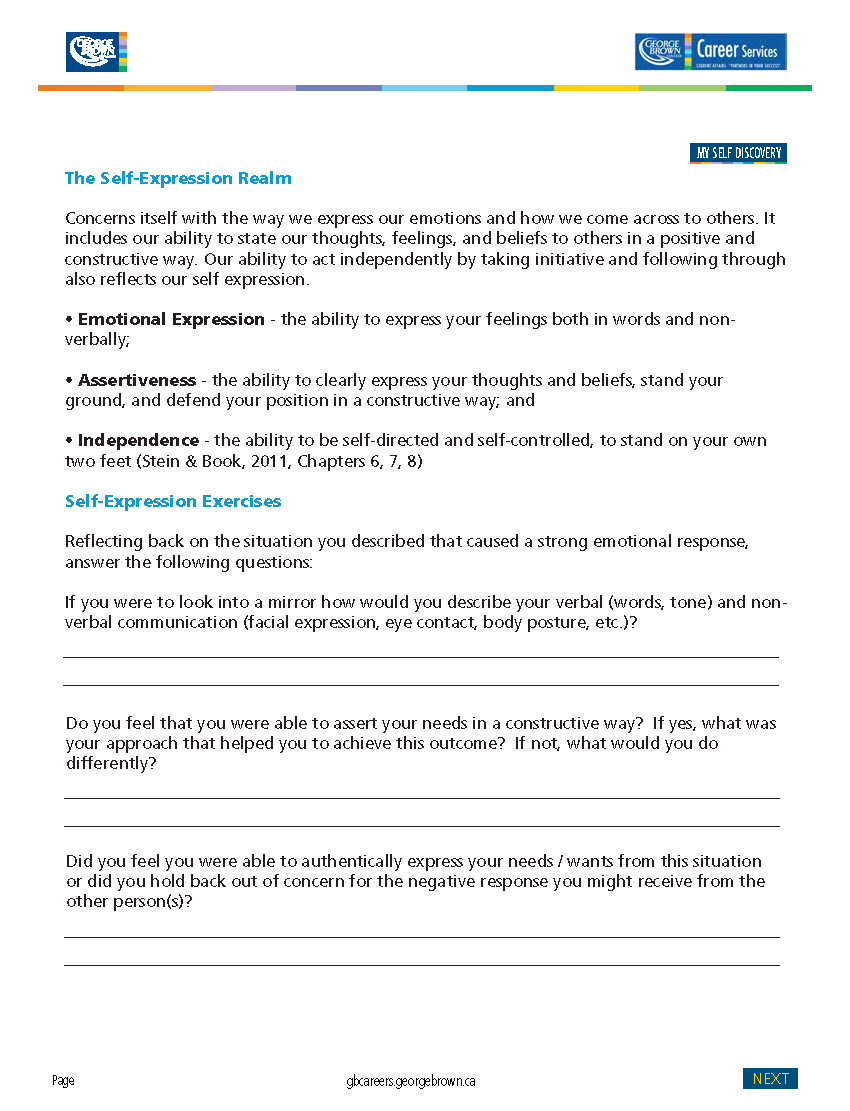 GEORGE
BROWN
GEORGE
BROWN
Career Services
STUDENT AFFAIRS: "PARTNERS IN YOUR SUCCESS"
MY SELF DISCOVERY
The Self-Expression Realm
Concerns itself with the way we express our emotions and how we come across to others. It
includes our ability to state our thoughts, feelings, and beliefs to others in a positive and
constructive way. Our ability to act independently by taking initiative and following through
also reflects our self expression.
• Emotional Expression - the ability to express your feelings both in words and non-
verbally;
• Assertiveness - the ability to clearly express your thoughts and beliefs, stand your
ground, and defend your position in a constructive way; and
• Independence - the ability to be self-directed and self-controlled, to stand on your own
two feet (Stein & Book, 2011, Chapters 6, 7, 8)
Self-Expression Exercises
Reflecting back on the situation you described that caused a strong emotional response,
answer the following questions:
If you were to look into a mirror how would you describe your verbal (words, tone) and non-
verbal communication (facial expression, eye contact, body posture, etc.)?
Do you feel that you were able to assert your needs in a constructive way?  If yes, what was
your approach that helped you to achieve this outcome?  If not, what would you do
differently?
Did you feel you were able to authentically express your needs / wants from this situation
or did you hold back out of concern for the negative response you might receive from the
other person(s)?
Page
gbcareers.georgebrown.ca
NEXT